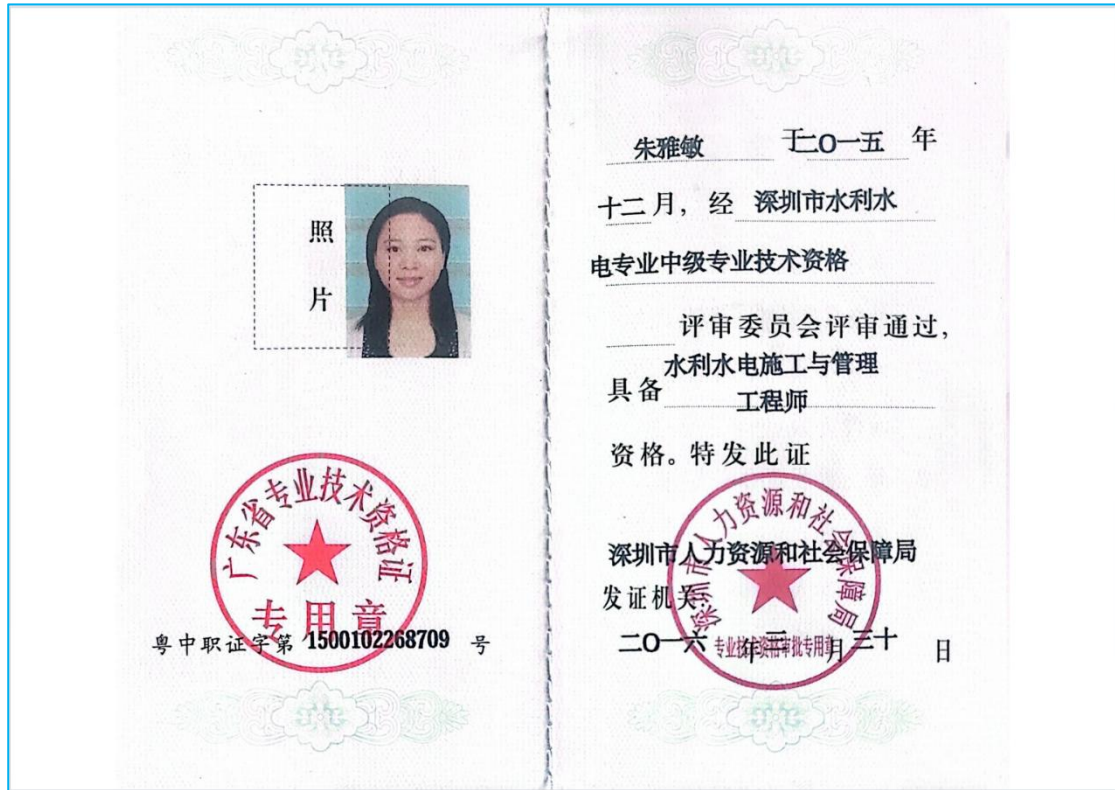 照
片
广东省专业技术资格证
专用章
粤中职证字第 1500102268709 号
朱雅敏 于二O一五 年
十二月，经 深圳市水利水
电专业中级专业技术资格
评审委员会评审通过，
具备 水利水电施工与管理
工程师
资格。特发此证
深圳市人力资源和社会保障局
深圳市人力资源和社会保障局
发证机关：
专业技术资格审批专用章
二O一六 年 三 月 三十 日